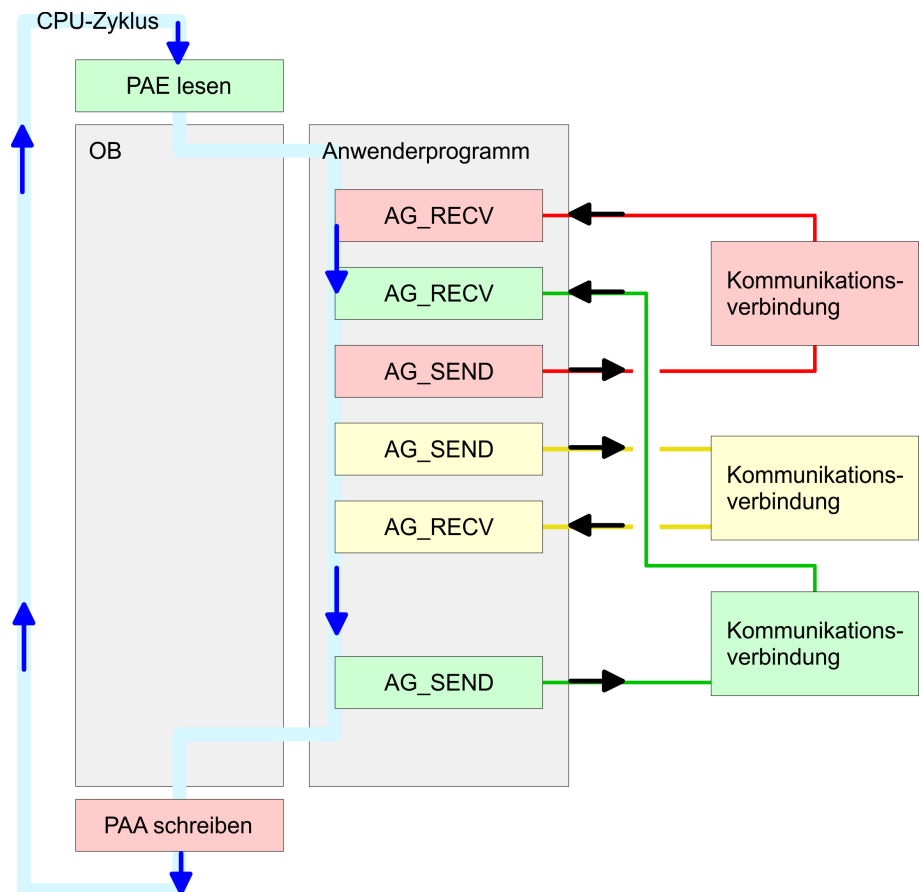 CPU-Zyklus
PAE lesen
OB
Anwenderprogramm
AG_RECV
AG_RECV
AG_SEND
AG_SEND
AG_RECV
AG_SEND
Kommunikations-
verbindung
Kommunikations-
verbindung
Kommunikations-
verbindung
PAA schreiben